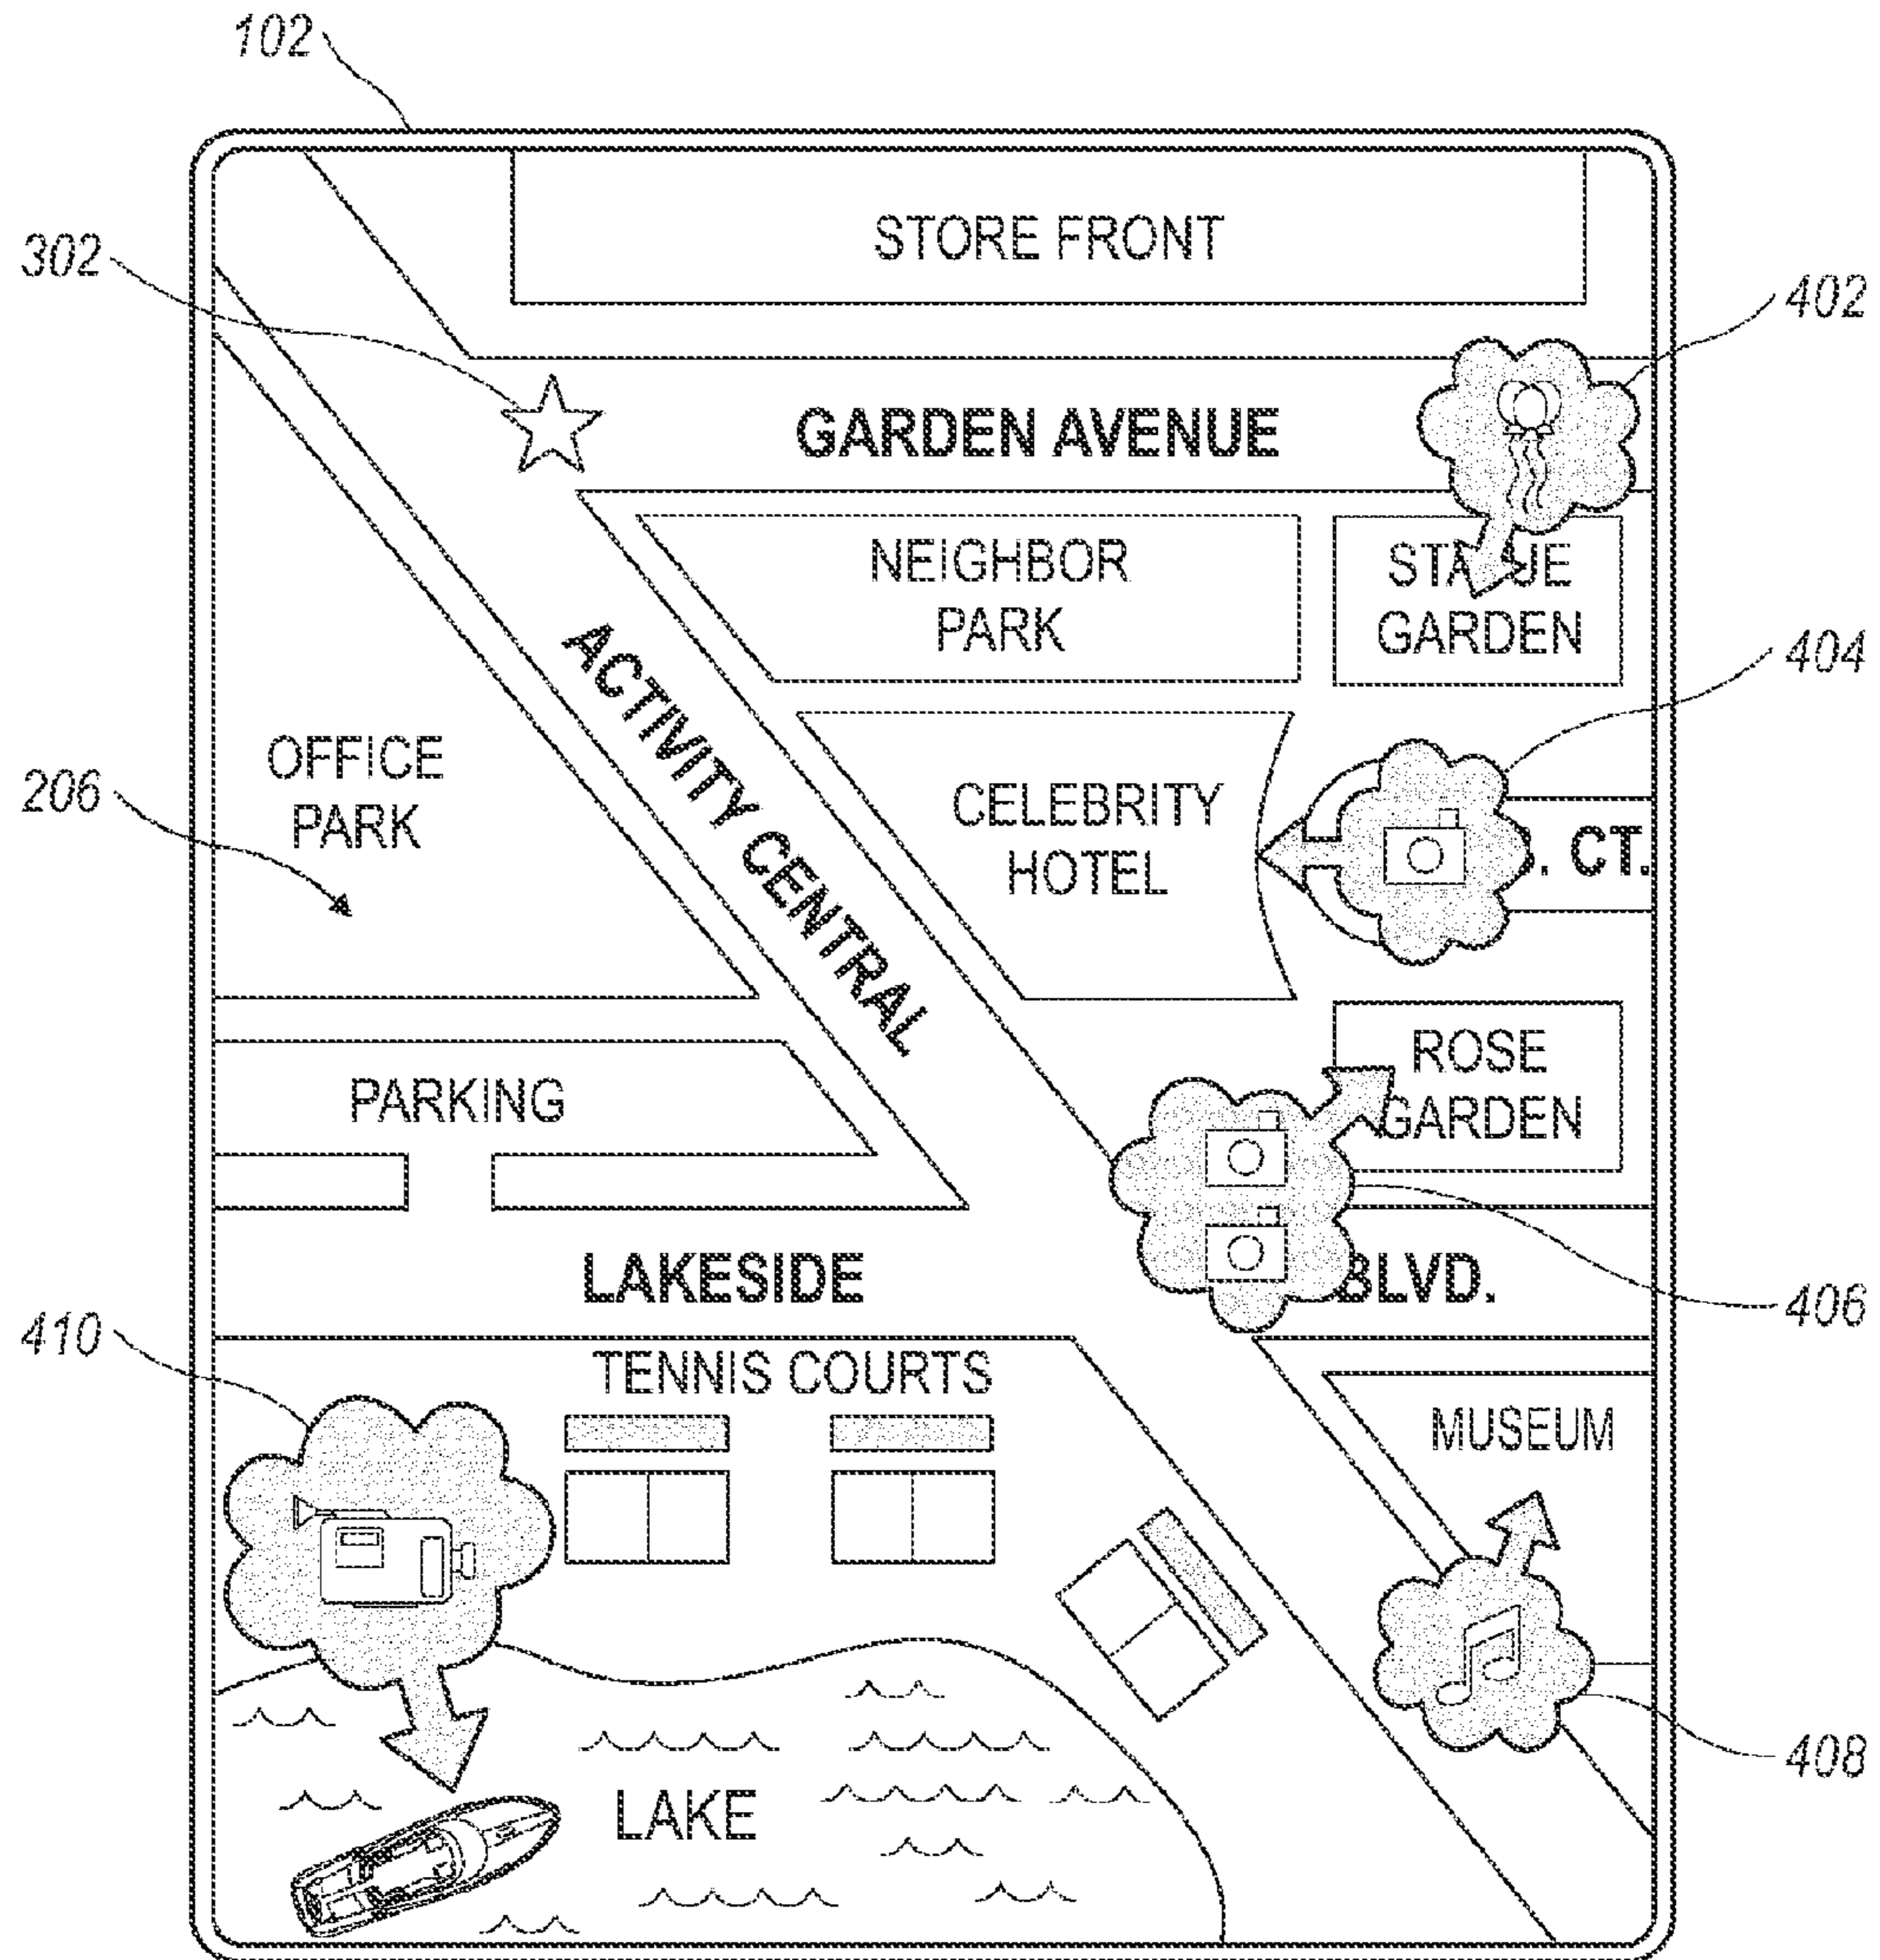 102
STORE FRONT
302
402
GARDEN AVENUE
NEIGHBOR
PARK
GARDEN
404
ACTIVITY CENTRAL
OFFICE
PARK
206
CELEBRITY
HOTEL
CT.
ROSE
GARDEN
PARKING
LAKESIDE
BLVD.
406
410
TENNIS COURTS
MUSEUM
408
LAKE